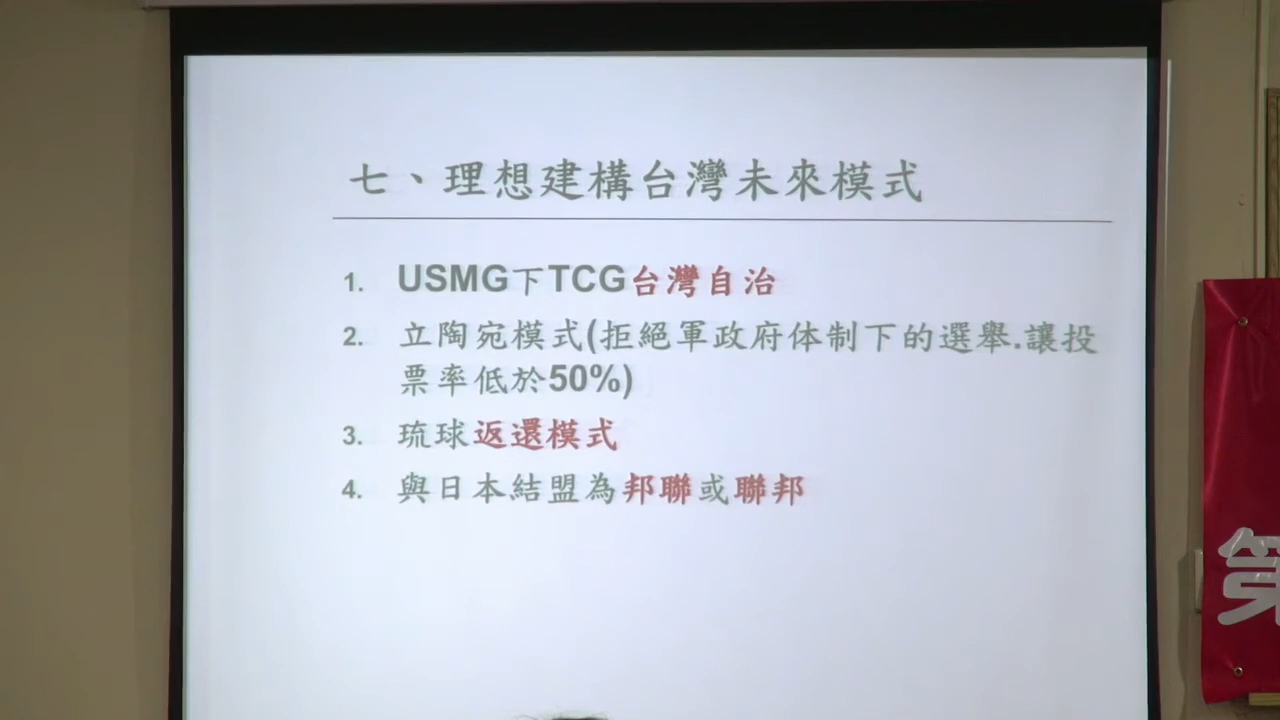 七、理想建構台灣未來模式
1. USMG下TCG台灣自治
2. 立陶宛模式(拒絕軍政府体制下的選舉.讓投
票率低於50%)
3. 琉球返還模式
4. 與日本結盟為邦聯或聯邦
第